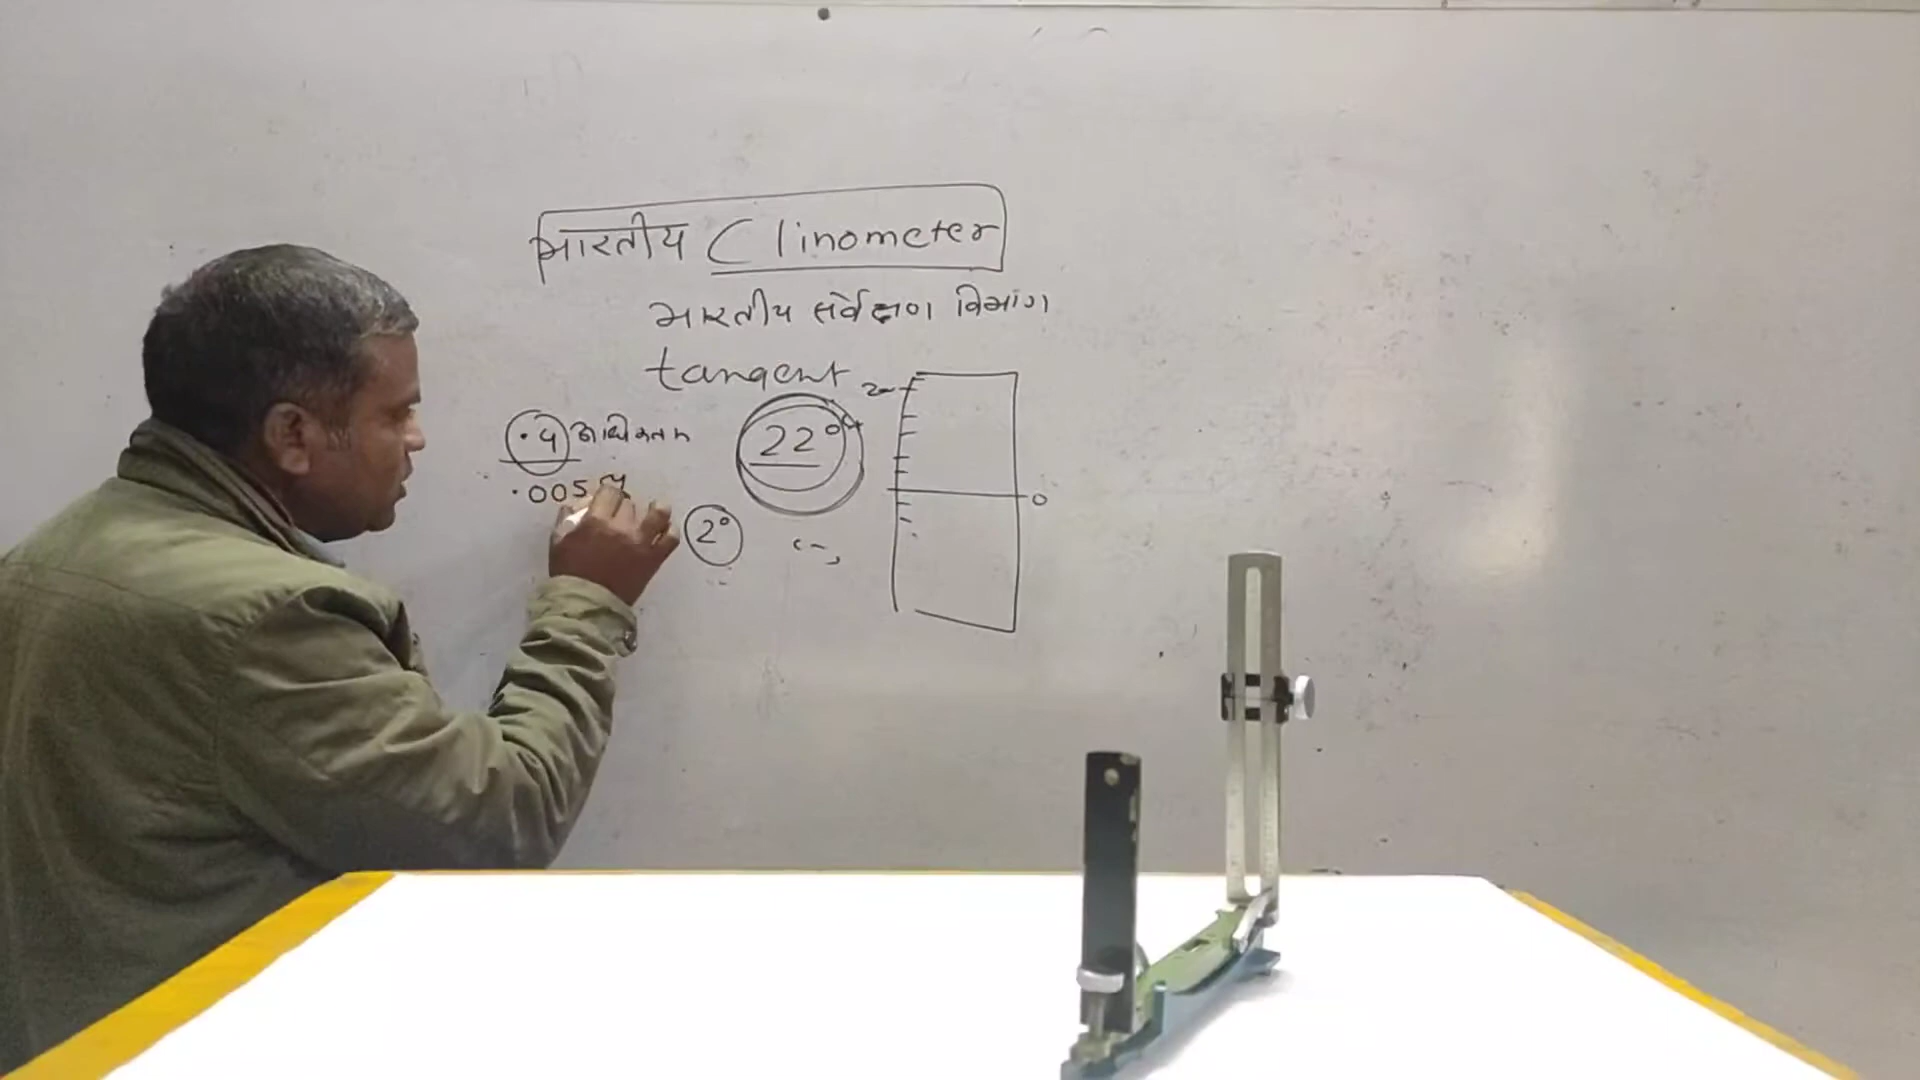 भारतीय Clinometer
भारतीय सर्वेक्षण विभाग
tangent
.4 अधिकतम
22°
.005
2°
0